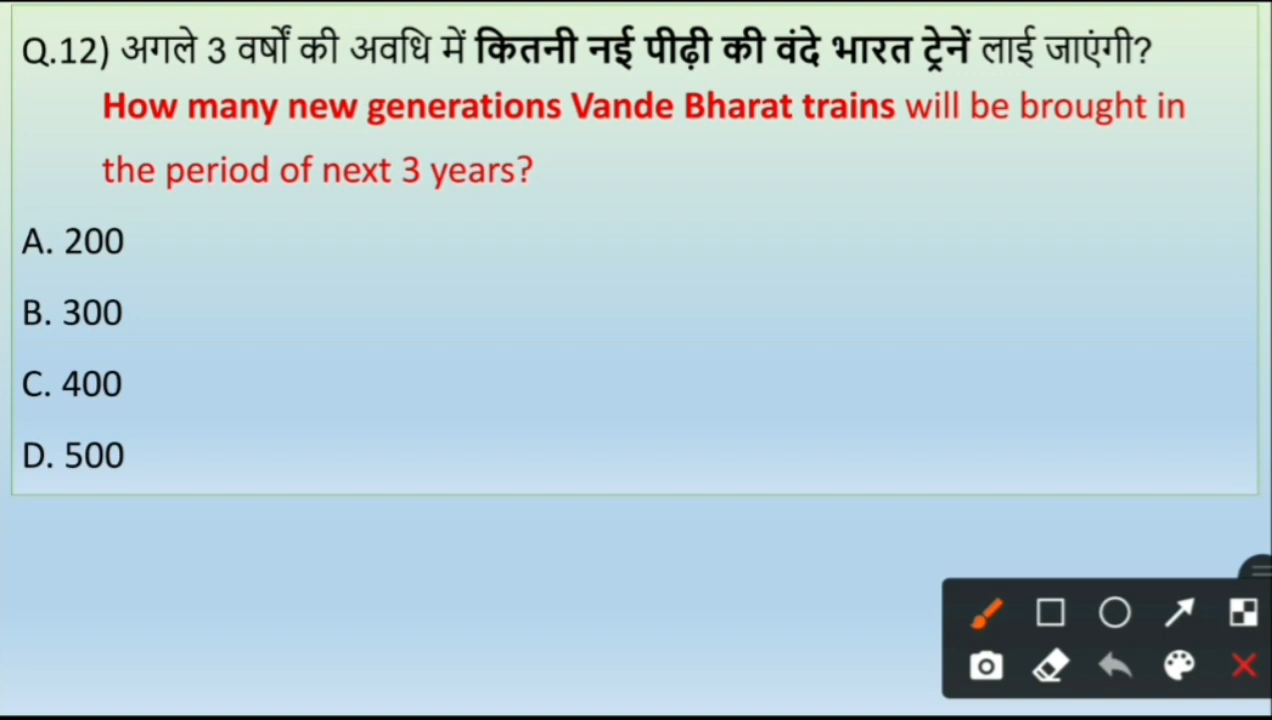 Q.12) अगले 3 वर्षों की अवधि में कितनी नई पीढ़ी की वंदे भारत ट्रेनें लाई जाएंगी?
How many new generations Vande Bharat trains will be brought in
the period of next 3 years?
A. 200
B. 300
C. 400
D. 500